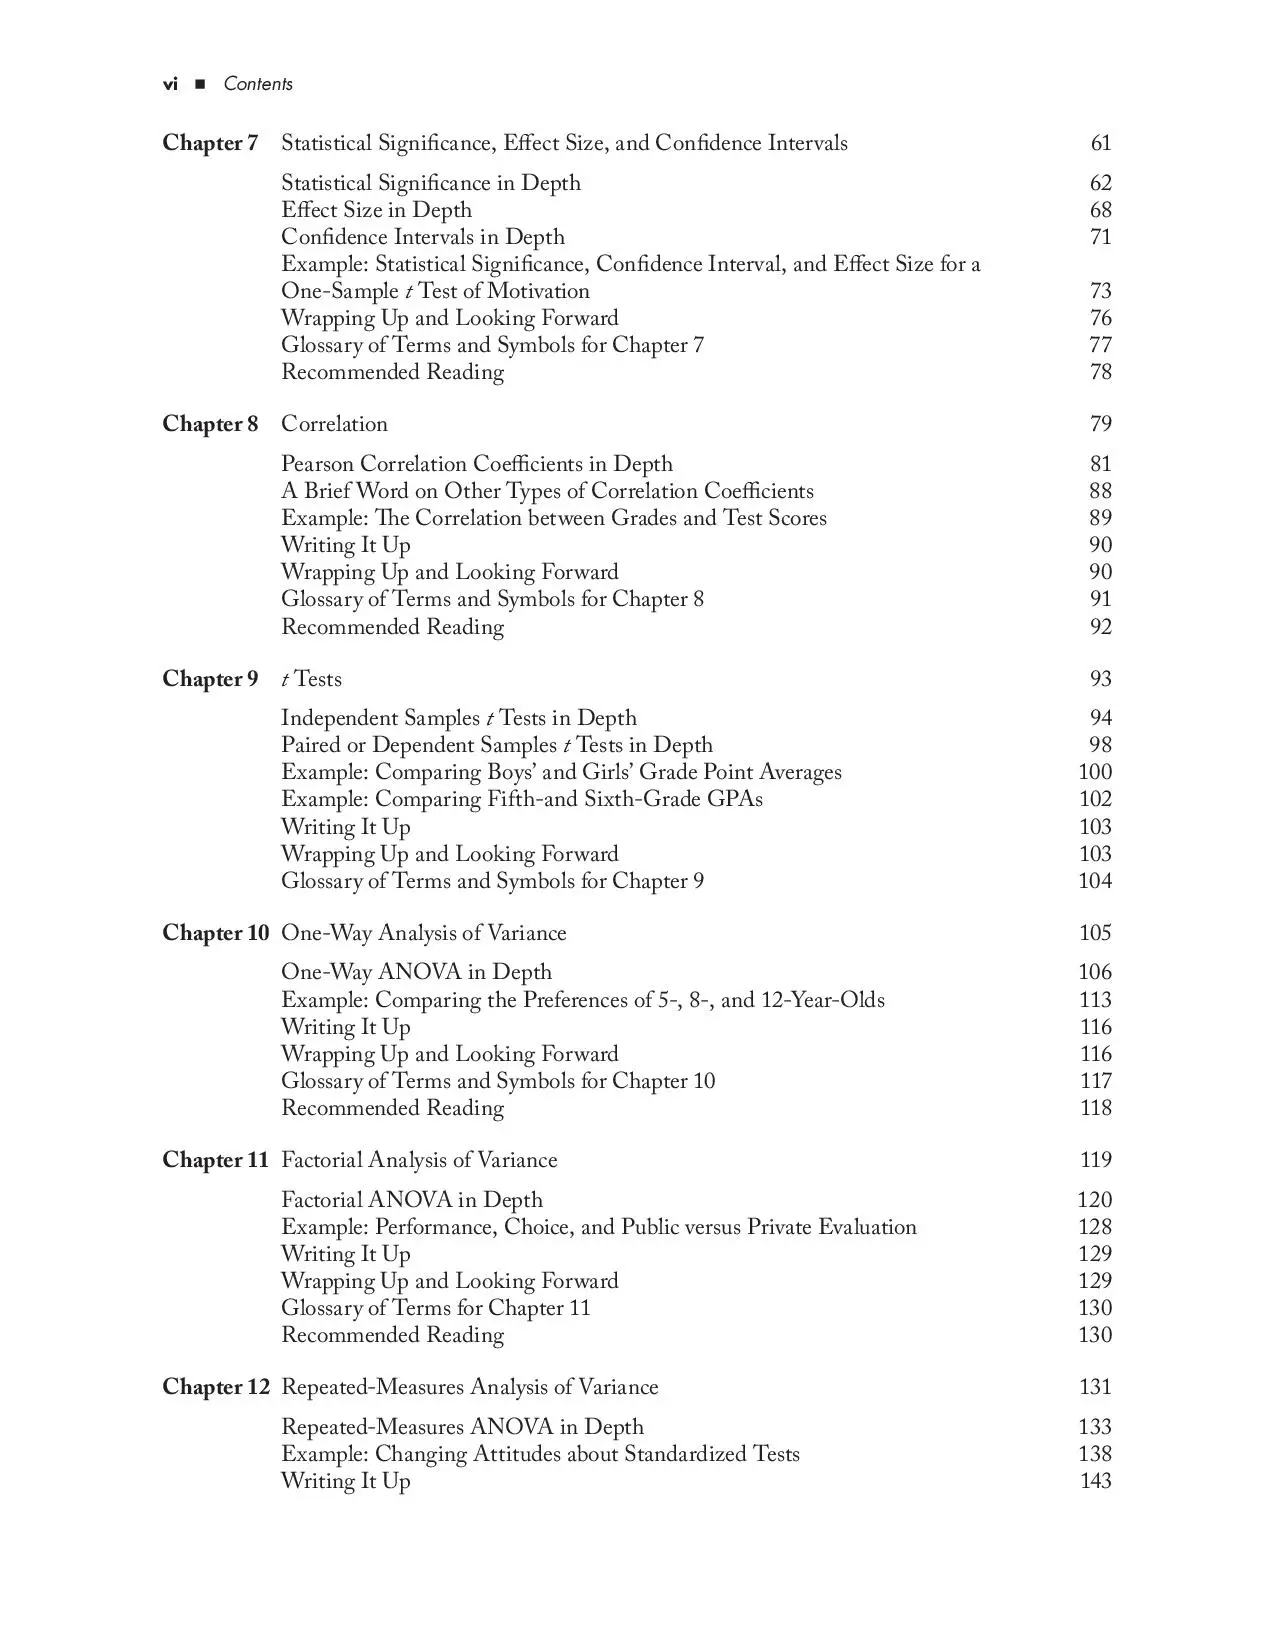 vi ■ Contents
Chapter 7 Statistical Significance, Effect Size, and Confidence Intervals 61
Statistical Significance in Depth 62
Effect Size in Depth 68
Confidence Intervals in Depth 71
Example: Statistical Significance, Confidence Interval, and Effect Size for a
One-Sample t Test of Motivation 73
Wrapping Up and Looking Forward 76
Glossary of Terms and Symbols for Chapter 7 77
Recommended Reading 78
Chapter 8 Correlation 79
Pearson Correlation Coefficients in Depth 81
A Brief Word on Other Types of Correlation Coefficients 88
Example: The Correlation between Grades and Test Scores 89
Writing It Up 90
Wrapping Up and Looking Forward 90
Glossary of Terms and Symbols for Chapter 8 91
Recommended Reading 92
Chapter 9 t Tests 93
Independent Samples t Tests in Depth 94
Paired or Dependent Samples t Tests in Depth 98
Example: Comparing Boys’ and Girls’ Grade Point Averages 100
Example: Comparing Fifth-and Sixth-Grade GPAs 102
Writing It Up 103
Wrapping Up and Looking Forward 103
Glossary of Terms and Symbols for Chapter 9 104
Chapter 10 One-Way Analysis of Variance 105
One-Way ANOVA in Depth 106
Example: Comparing the Preferences of 5-, 8-, and 12-Year-Olds 113
Writing It Up 116
Wrapping Up and Looking Forward 116
Glossary of Terms and Symbols for Chapter 10 117
Recommended Reading 118
Chapter 11 Factorial Analysis of Variance 119
Factorial ANOVA in Depth 120
Example: Performance, Choice, and Public versus Private Evaluation 128
Writing It Up 129
Wrapping Up and Looking Forward 129
Glossary of Terms for Chapter 11 130
Recommended Reading 130
Chapter 12 Repeated-Measures Analysis of Variance 131
Repeated-Measures ANOVA in Depth 133
Example: Changing Attitudes about Standardized Tests 138
Writing It Up 143